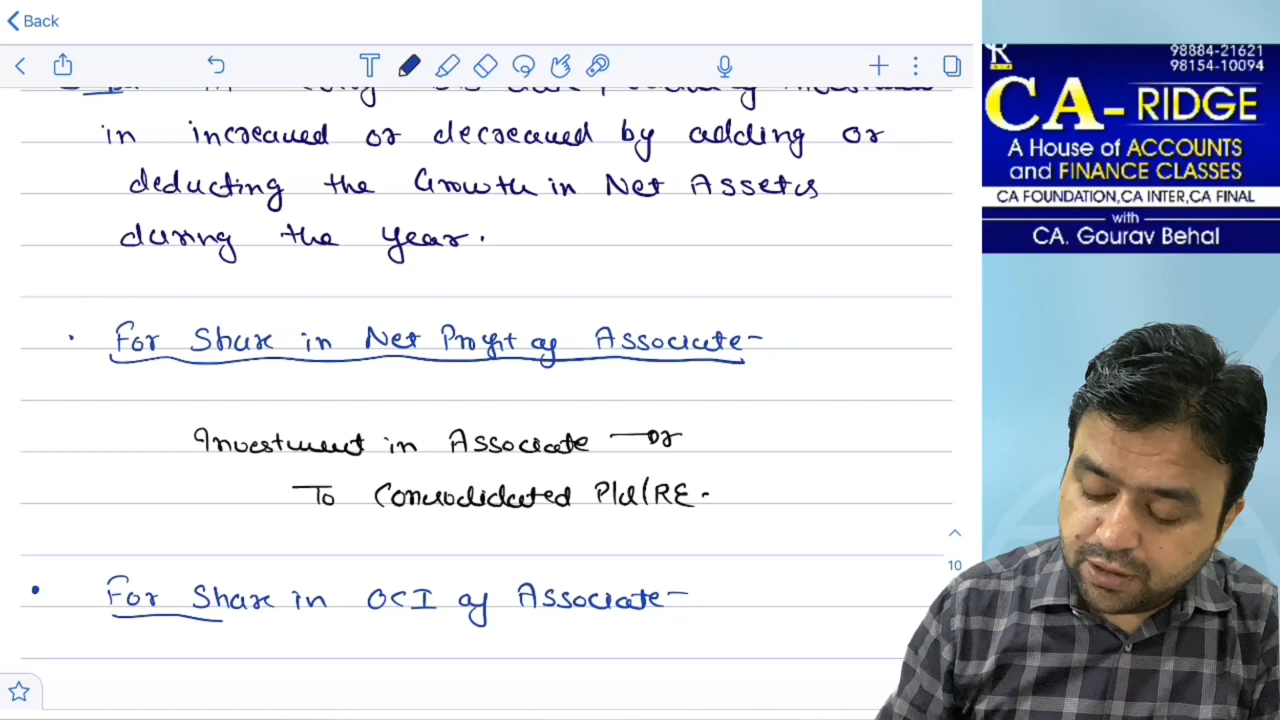 Back
98884-21621
98154-10094
CA- RIDGE
A House of ACCOUNTS
and FINANCE CLASSES
CA FOUNDATION,CA INTER,CA FINAL
with
CA. Gourav Behal
in increased or decreased by adding or
deducting the Growth in Net Assets
during the year.
For Share in Net Profit of Associate-
Investment in Associate - Dr
To Consolidated P&L/RE.
10
For Share in OCI of Associate-